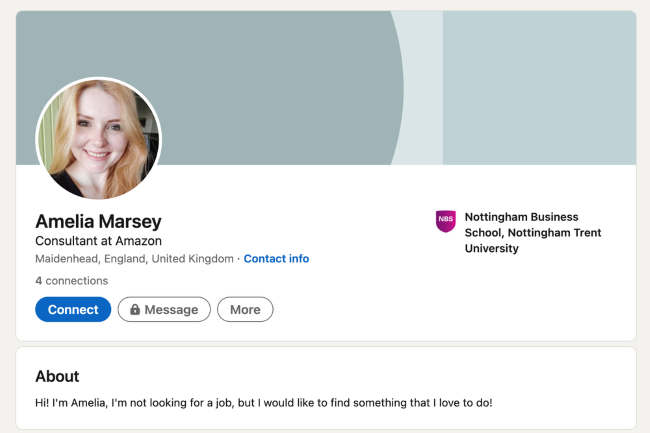 Amelia Marsey
Consultant at Amazon
Maidenhead, England, United Kingdom · Contact info
4 connections
Connect
Message
More
NBS
Nottingham Business
School, Nottingham Trent
University
About
Hi! I'm Amelia, I'm not looking for a job, but I would like to find something that I love to do!